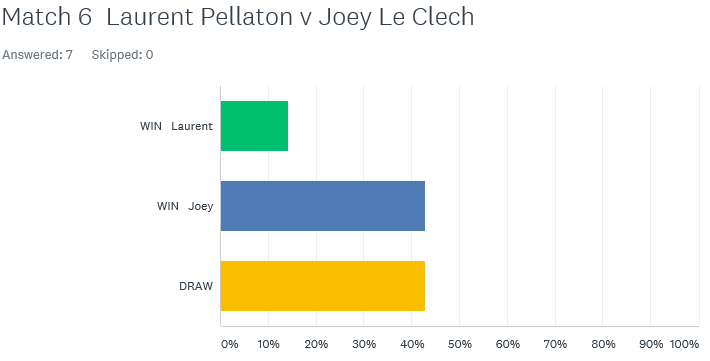 Match 6  Laurent Pellaton v Joey Le Clech
Answered: 7  Skipped: 0
WIN  Laurent
WIN  Joey
DRAW
0% 10% 20% 30% 40% 50% 60% 70% 80% 90% 100%